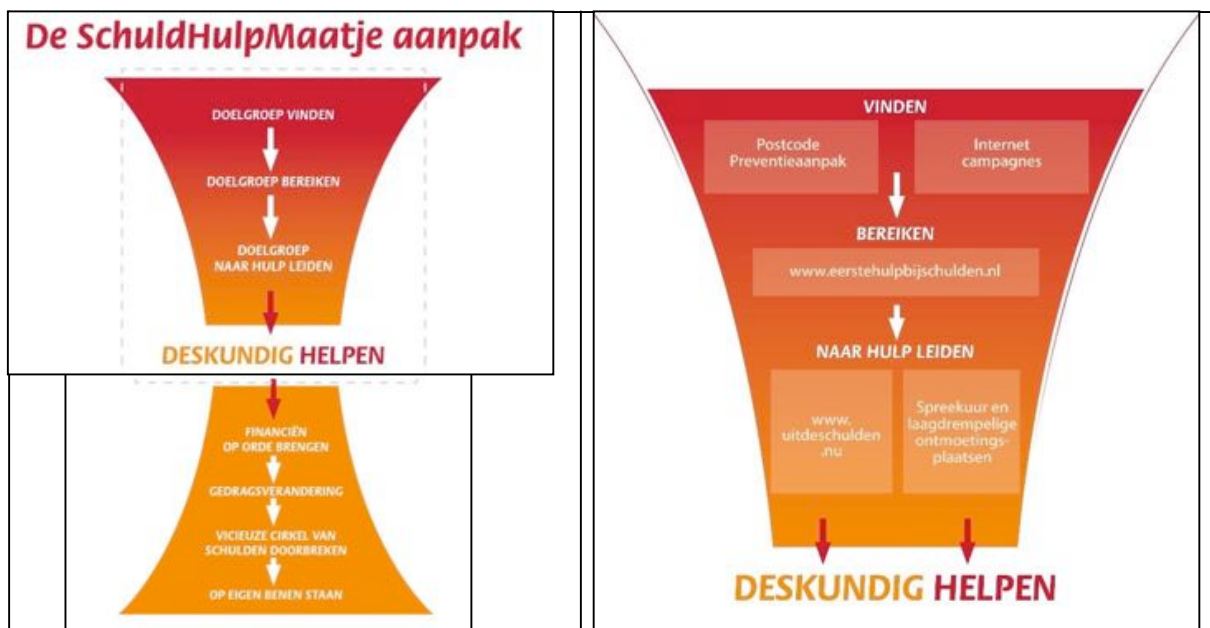 De SchuldHulpMaatje aanpak
DOELGROEP VINDEN
DOELGROEP BEREIKEN
DOELGROEP
NAAR HULP LEIDEN
DESKUNDIG HELPEN
FINANCIËN
OP ORDE BRENGEN
GEDRAGSVERANDERING
VICIEUZE CIRKEL VAN
SCHULDEN DOORBREKEN
OP EIGEN BENEN STAAN
VINDEN
Postcode
Preventieaanpak
Internet
campagnes
BEREIKEN
www.eerstehulpbijschulden.nl
NAAR HULP LEIDEN
www.
uitdeschulden
.nu
Spreekuur en
laagdrempelige
ontmoetings-
plaatsen
DESKUNDIG HELPEN